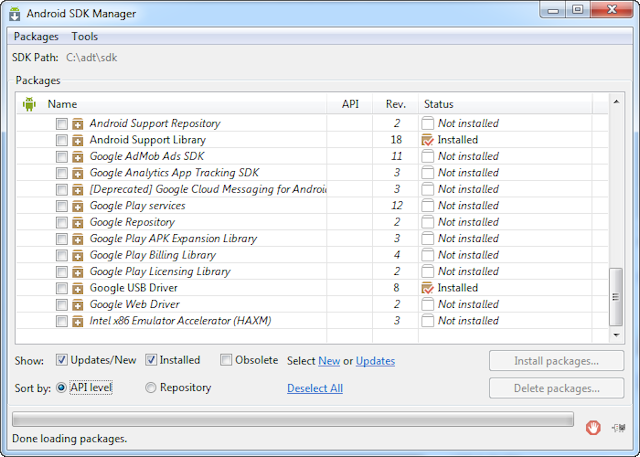 Android SDK Manager
Packages Tools
SDK Path: C:\adt\sdk
Packages
Name API Rev. Status
Android Support Repository 2 Not installed
Android Support Library 18 Installed
Google AdMob Ads SDK 11 Not installed
Google Analytics App Tracking SDK 3 Not installed
[Deprecated] Google Cloud Messaging for Android 3 Not installed
Google Play services 12 Not installed
Google Repository 2 Not installed
Google Play APK Expansion Library 3 Not installed
Google Play Billing Library 4 Not installed
Google Play Licensing Library 2 Not installed
Google USB Driver 8 Installed
Google Web Driver 2 Not installed
Intel x86 Emulator Accelerator (HAXM) 3 Not installed
Show: Updates/New Installed Obsolete Select New or Updates Install packages...
Sort by: API level Repository Deselect All Delete packages...
Done loading packages.